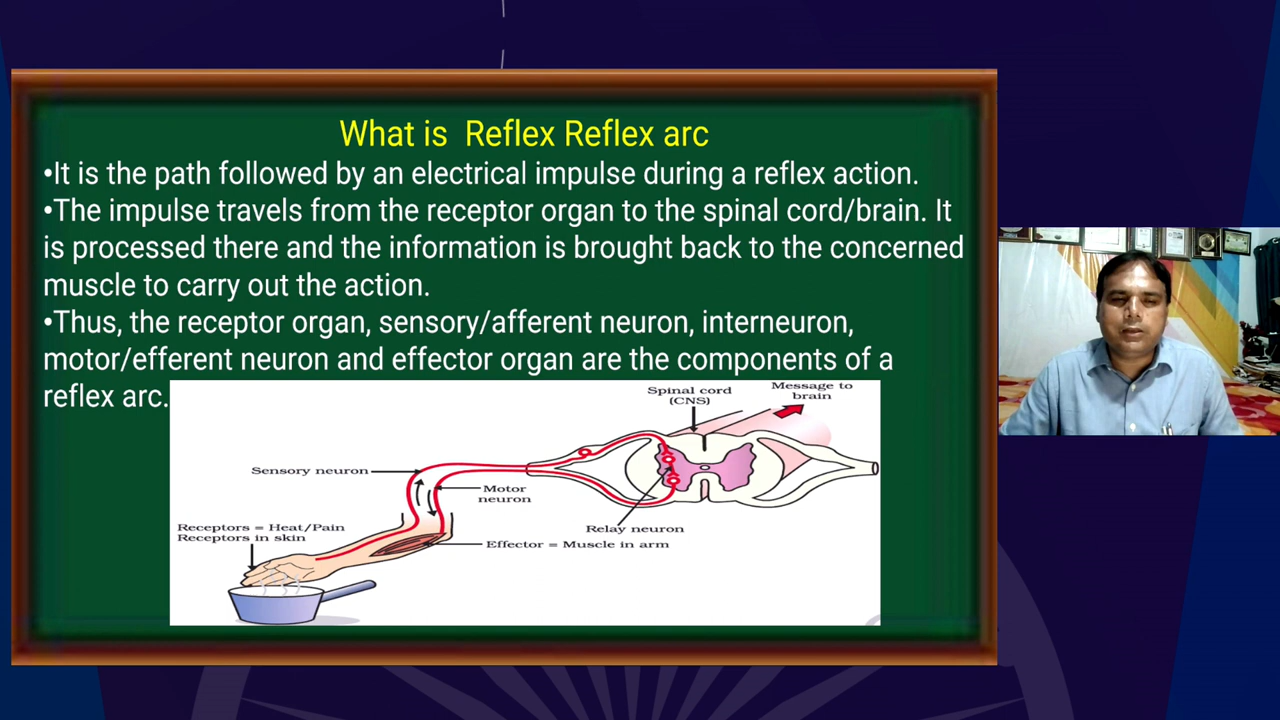 What is  Reflex Reflex arc
•It is the path followed by an electrical impulse during a reflex action.
•The impulse travels from the receptor organ to the spinal cord/brain. It
is processed there and the information is brought back to the concerned
muscle to carry out the action.
•Thus, the receptor organ, sensory/afferent neuron, interneuron,
motor/efferent neuron and effector organ are the components of a
reflex arc.
Spinal cord
(CNS)
Message to
brain
Sensory neuron
Motor
neuron
Receptors = Heat/Pain
Receptors in skin
Relay neuron
Effector = Muscle in arm